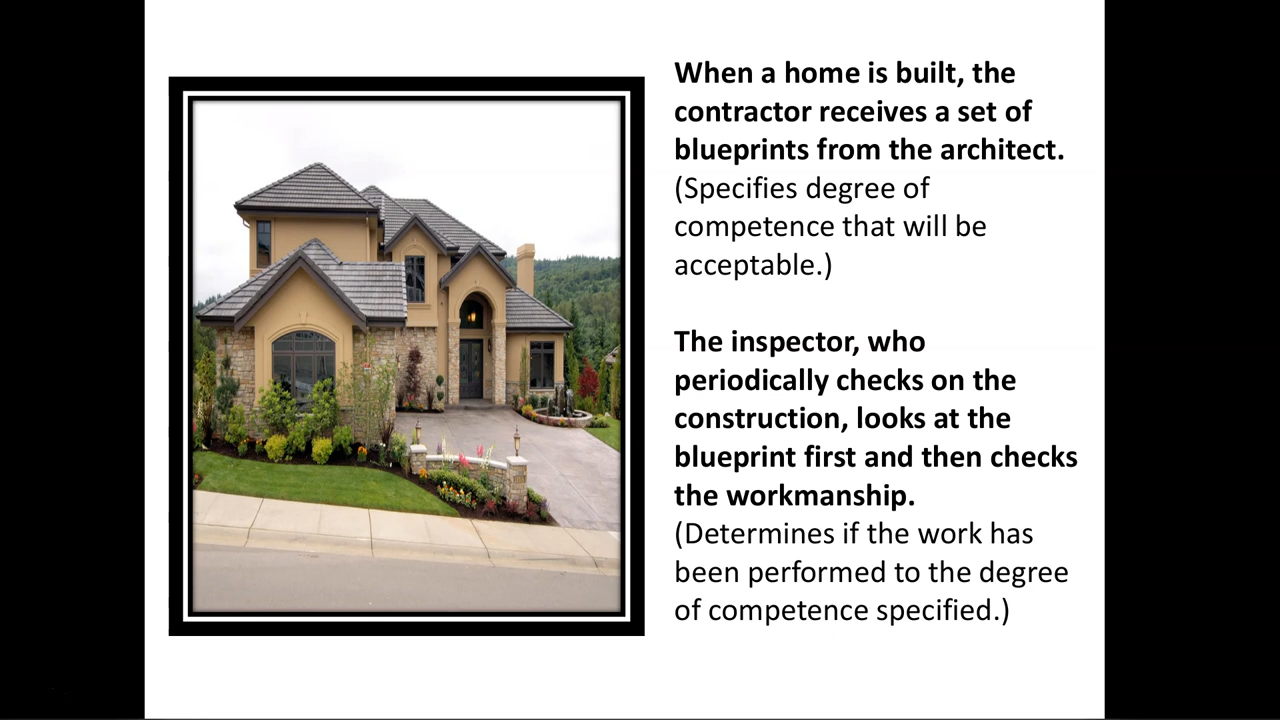 When a home is built, the
contractor receives a set of
blueprints from the architect.
(Specifies degree of
competence that will be
acceptable.)
The inspector, who
periodically checks on the
construction, looks at the
blueprint first and then checks
the workmanship.
(Determines if the work has
been performed to the degree
of competence specified.)